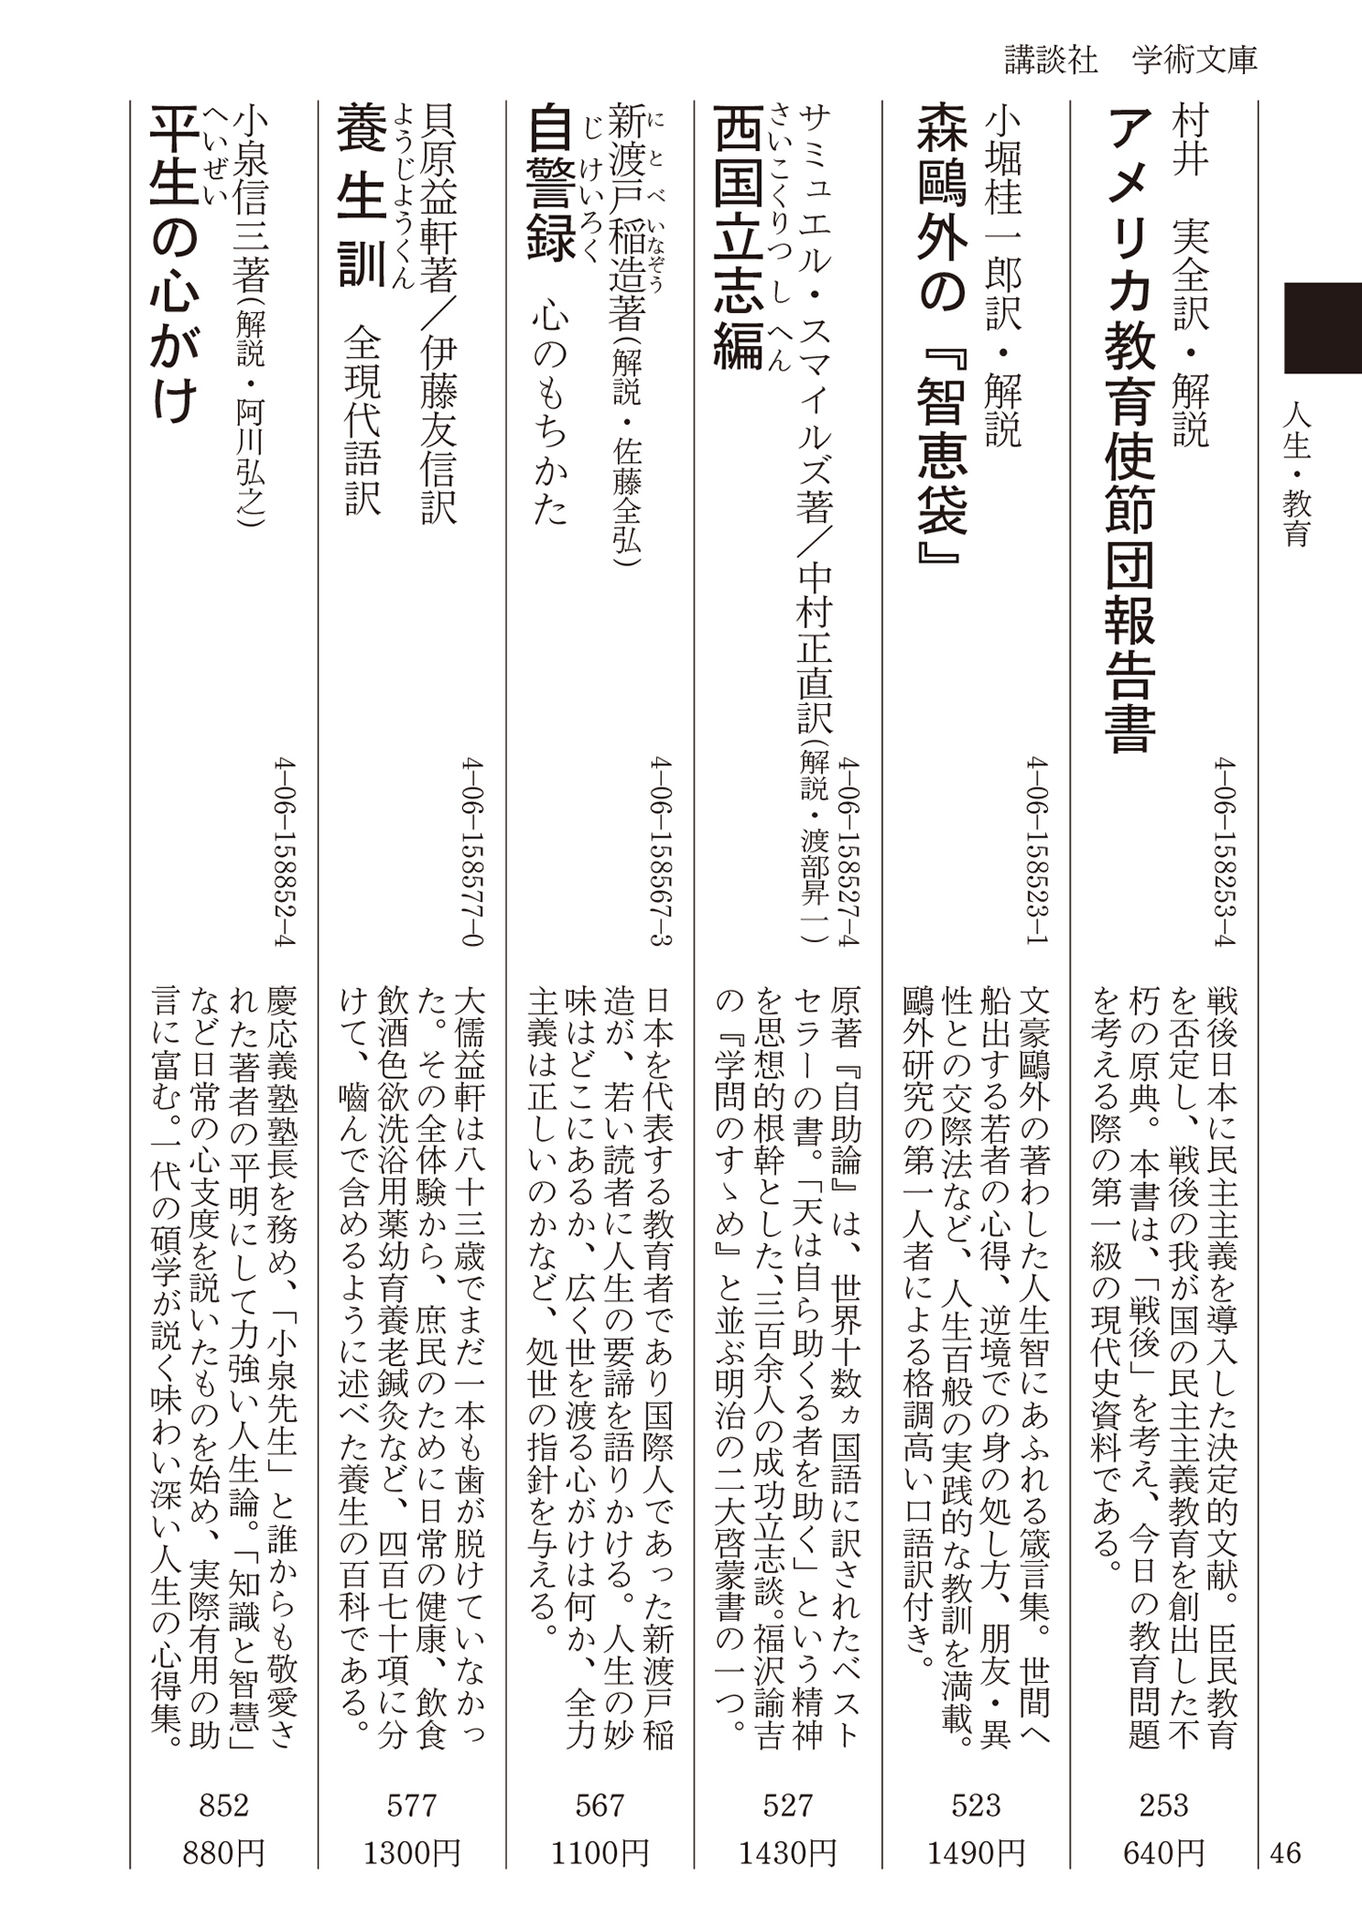 講談社　学術文庫
人生・教育
村井　実全訳・解説
アメリカ教育使節団報告書
4-06-158253-4
戦後日本に民主主義を導入した決定的文献。臣民教育
を否定し、戦後の我が国の民主主義教育を創出した不
朽の原典。本書は、「戦後」を考え、今日の教育問題
を考える際の第一級の現代史資料である。
253
640円
小堀桂一郎訳・解説
森鷗外の『智恵袋』
4-06-158523-1
文豪鷗外の著わした人生智にあふれる箴言集。世間へ
船出する若者の心得、逆境での身の処し方、朋友・異
性との交際法など、人生百般の実践的な教訓を満載。
鷗外研究の第一人者による格調高い口語訳付き。
523
1490円
サミュエル・スマイルズ著／中村正直訳(解説・渡部昇一)
さいこくりつしへん
西国立志編
4-06-158527-4
原著『自助論』は、世界十数ヵ国語に訳されたベスト
セラーの書。「天は自ら助くる者を助く」という精神
を思想的根幹とした、三百余人の成功立志談。福沢諭吉
の『学問のすゝめ』と並ぶ明治の二大啓蒙書の一つ。
527
1430円
にとべいなぞう
新渡戸稲造著(解説・佐藤全弘)
じけいろく
自警録　心のもちかた
4-06-158567-3
日本を代表する教育者であり国際人であった新渡戸稲
造が、若い読者に人生の要諦を語りかける。人生の妙
味はどこにあるか、広く世を渡る心がけは何か、全力
主義は正しいのかなど、処世の指針を与える。
567
1100円
貝原益軒著／伊藤友信訳
ようじようくん
養生訓　全現代語訳
4-06-158577-0
大儒益軒は八十三歳でまだ一本も歯が脱けていなかっ
た。その全体験から、庶民のために日常の健康、飲食
飲酒色欲洗浴用薬幼育養老鍼灸など、四百七十項に分
けて、嚙んで含めるように述べた養生の百科である。
577
1300円
小泉信三著(解説・阿川弘之)
へいぜい
平生の心がけ
4-06-158852-4
慶応義塾塾長を務め、「小泉先生」と誰からも敬愛さ
れた著者の平明にして力強い人生論。「知識と智慧」
など日常の心支度を説いたものを始め、実際有用の助
言に富む。一代の碩学が説く味わい深い人生の心得集。
852
880円
46